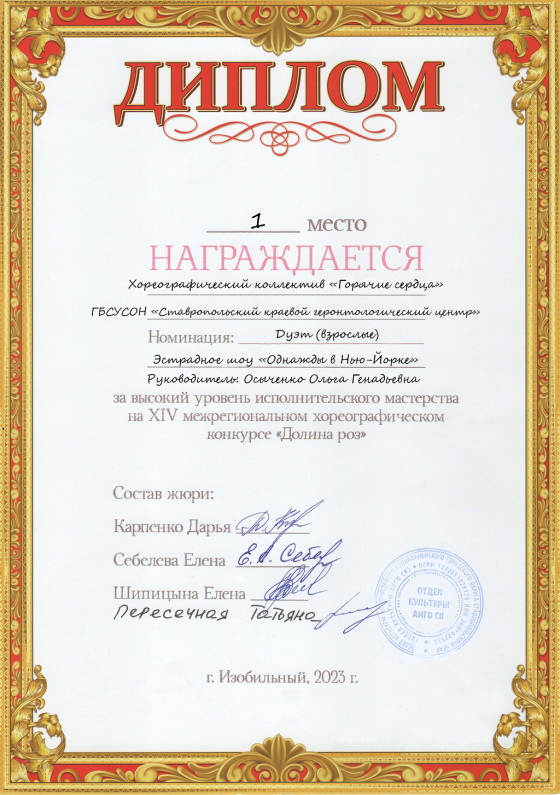 ДИПЛОМ
1 место
НАГРАЖДАЕТСЯ
Хореографический коллектив «Горячие сердца»
ГБСУСОН «Ставропольский краевой геронтологический центр»
Номинация: Дуэт (взрослые)
Эстрадное шоу «Однажды в Нью-Йорке»
Руководитель: Осыченко Ольга Генадьевна
за высокий уровень исполнительского мастерства
на XIV межрегиональном хореографическом
конкурсе «Долина роз»
Состав жюри:
Карпенко Дарья
Себелева Елена Е.А. Себел
Шипицына Елена
Пересечная Татьяна
ОТДЕЛ
КУЛЬТУРЫ
АИГО СК
г. Изобильный, 2023 г.